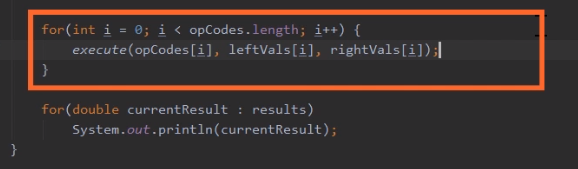 for(int i = 0; i < opCodes.length; i++) {
execute(opCodes[i], leftVals[i], rightVals[i]);
}
for(double currentResult : results)
System.out.println(currentResult);
}